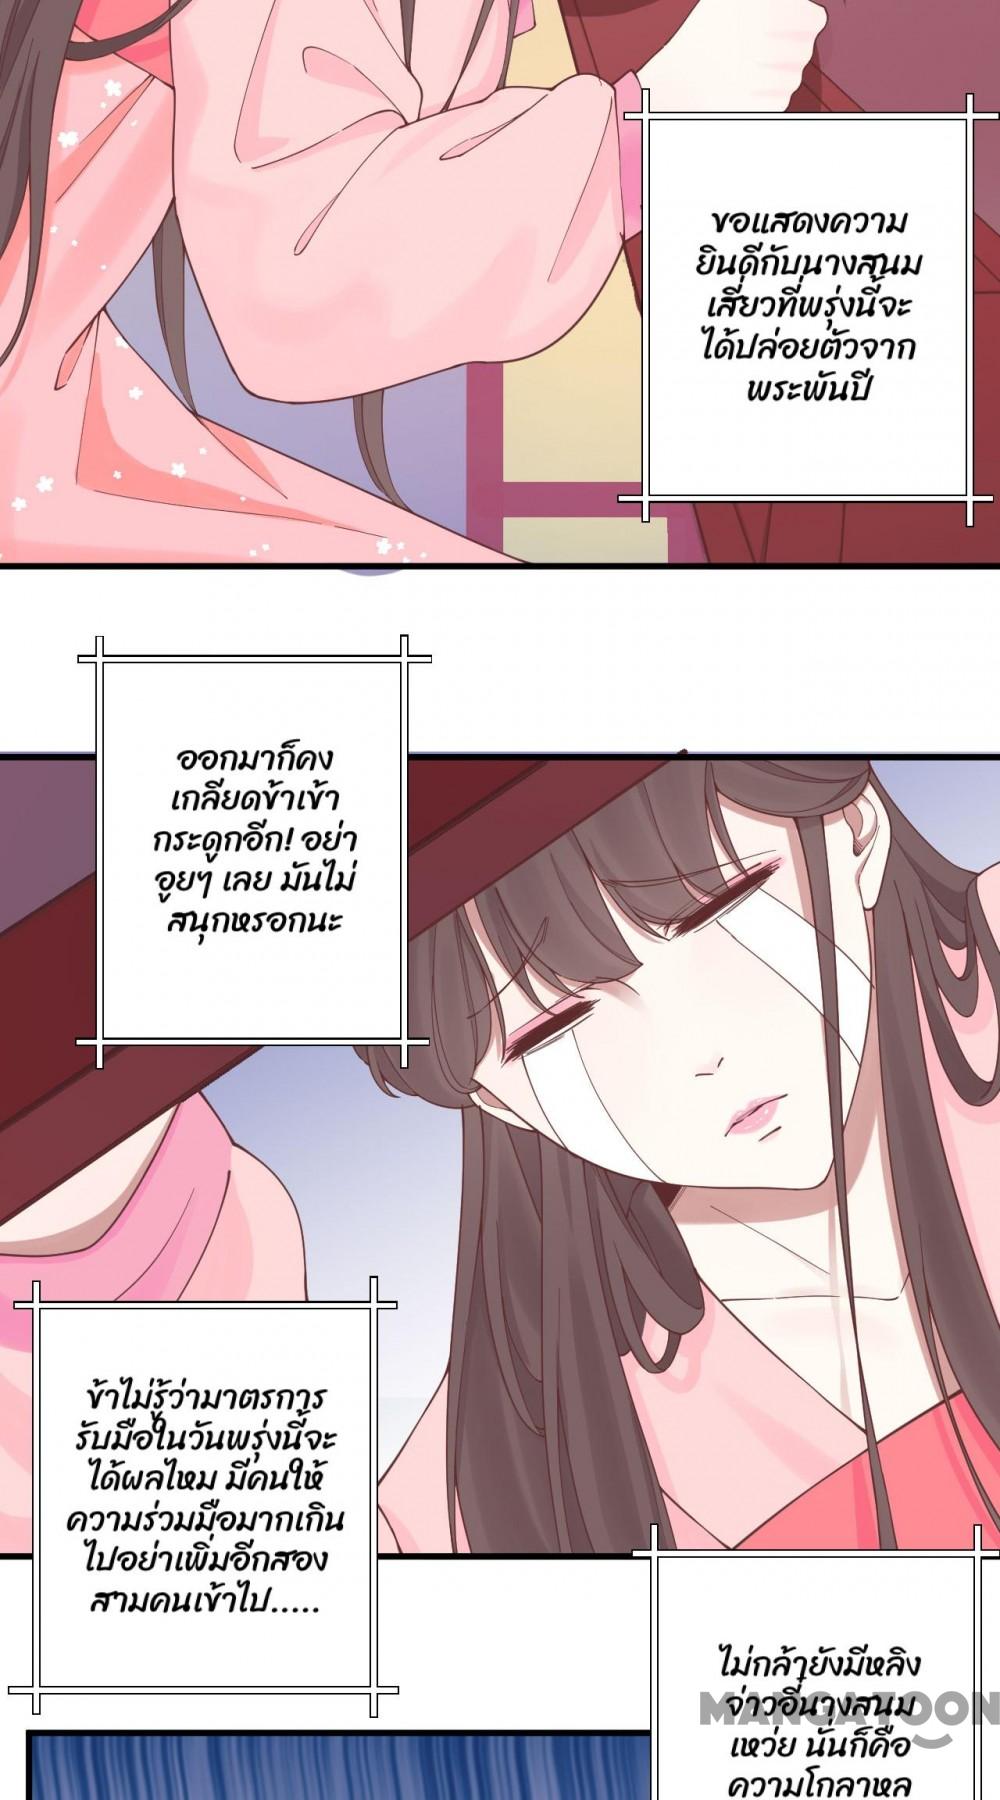 ขอแสดงความ
ยินดีกับนางสนม
เสี่ยวที่พรุ่งนี้จะ
ได้ปล่อยตัวจาก
พระพันปี
ออกมาก็คง
เกลียดข้าเข้า
กระดูกอีก! อย่า
อูยๆ เลย มันไม่
สนุกหรอกนะ
ข้าไม่รู้ว่ามาตรการ
รับมือในวันพรุ่งนี้จะ
ได้ผลไหม มีคนให้
ความร่วมมือมากเกิน
ไปอย่าเพิ่มอีกสอง
สามคนเข้าไป.....
ไม่กล้ายังมีหลิง
จ่าวอี๋นางสนม
MANGATOON
เหว่ย นั่นก็คือ
ความโกลาหล